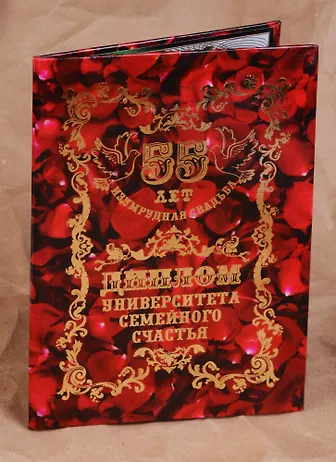 55
ЛЕТ
ИЗУМРУДНАЯ СВАДЬБА
ДИПЛОМ
УНИВЕРСИТЕТА
СЕМЕЙНОГО
СЧАСТЬЯ